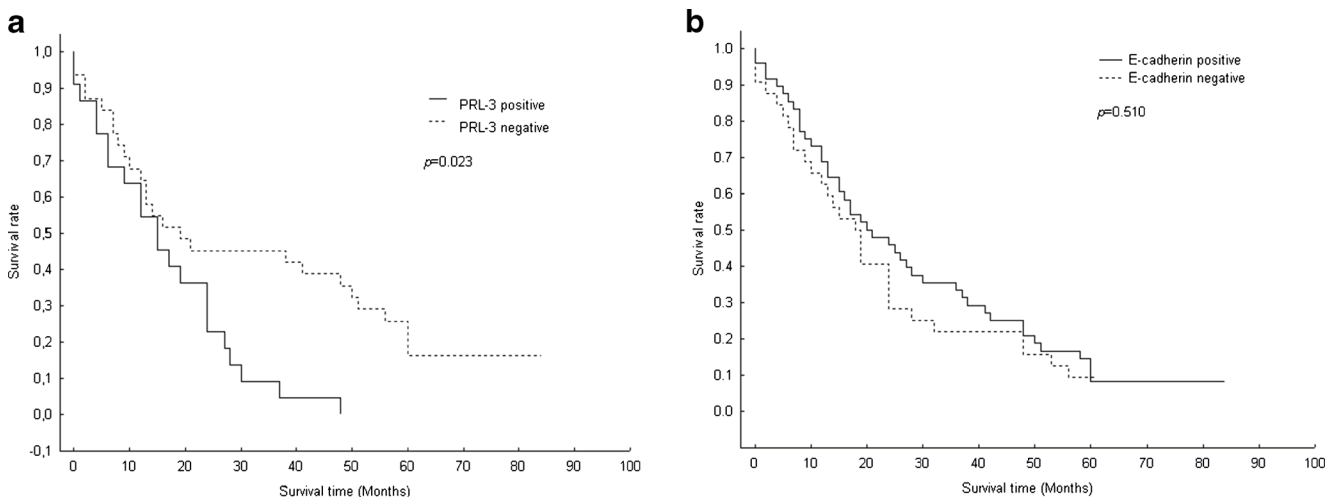 a
1,0
0,9
0,8
0,7
0,6
0,5
0,4
0,3
0,2
0,1
0,0
-0,1
Survival rate
PRL-3 positive
PRL-3 negative
p=0.023
0 10 20 30 40 50 60 70 80 90 100
Survival time (Months)
b
1.0
0.9
0.8
0.7
0.6
0.5
0.4
0.3
0.2
0.1
0.0
Survival rate
E-cadherin positive
E-cadherin negative
p=0.510
0 10 20 30 40 50 60 70 80 90 100
Survival time (Months)